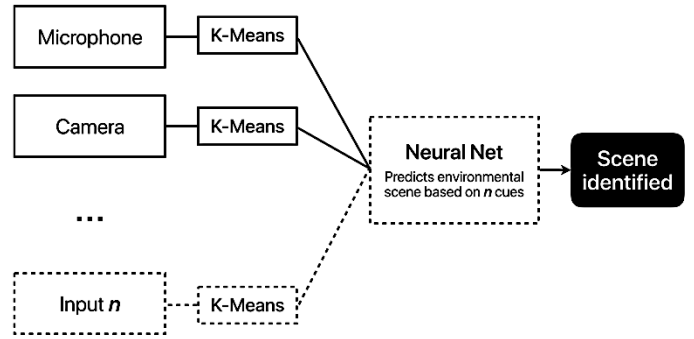 Microphone
K-Means
Camera
K-Means
Neural Net
Predicts environmental
scene based on n cues
Scene
identified
...
Input n
K-Means